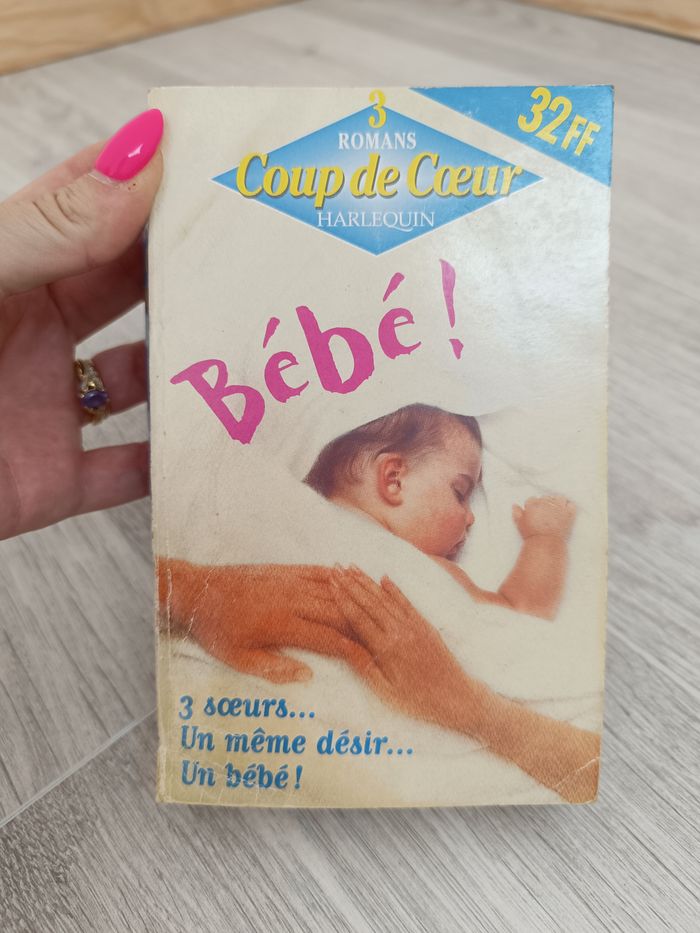 3
ROMANS
Coup de Cœur
HARLEQUIN
32FF
Bébé !
3 sœurs...
Un même désir...
Un bébé !